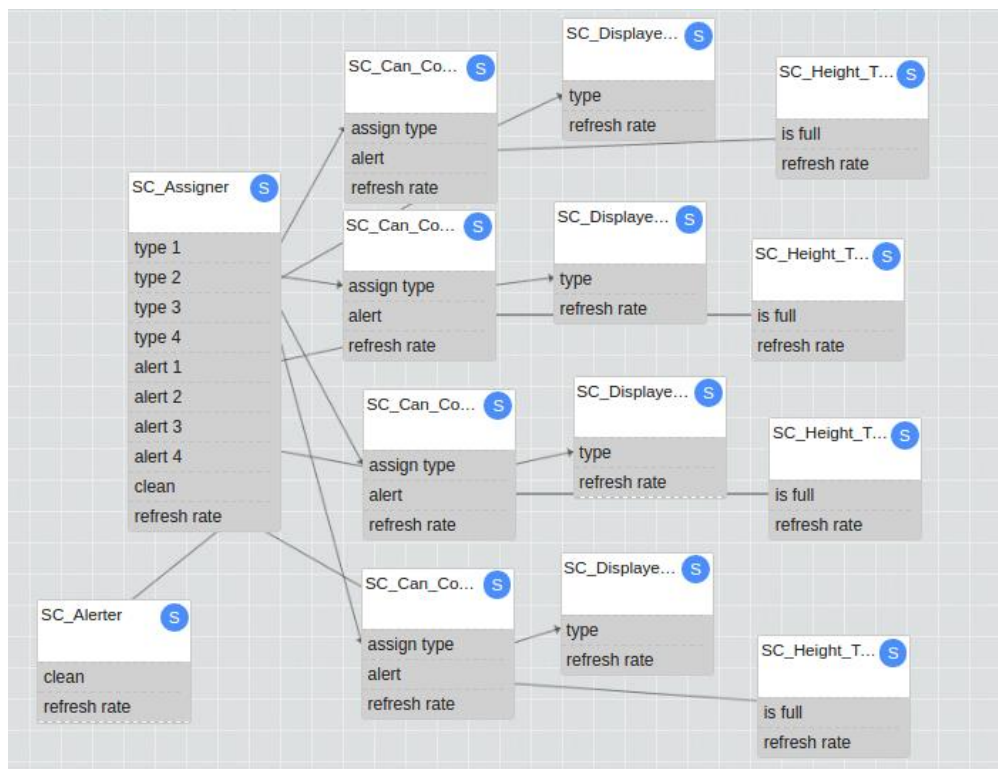 SC_Assigner S
type 1
type 2
type 3
type 4
alert 1
alert 2
alert 3
alert 4
clean
refresh rate
SC_Alerter S
clean
refresh rate
SC_Can_Co... S
assign type
alert
refresh rate
SC_Displaye... S
type
refresh rate
SC_Height_T... S
is full
refresh rate
SC_Can_Co... S
assign type
alert
refresh rate
SC_Displaye... S
type
refresh rate
SC_Height_T... S
is full
refresh rate
SC_Can_Co... S
assign type
alert
refresh rate
SC_Displaye... S
type
refresh rate
SC_Height_T... S
is full
refresh rate
SC_Can_Co... S
assign type
alert
refresh rate
SC_Displaye... S
type
refresh rate
SC_Height_T... S
is full
refresh rate